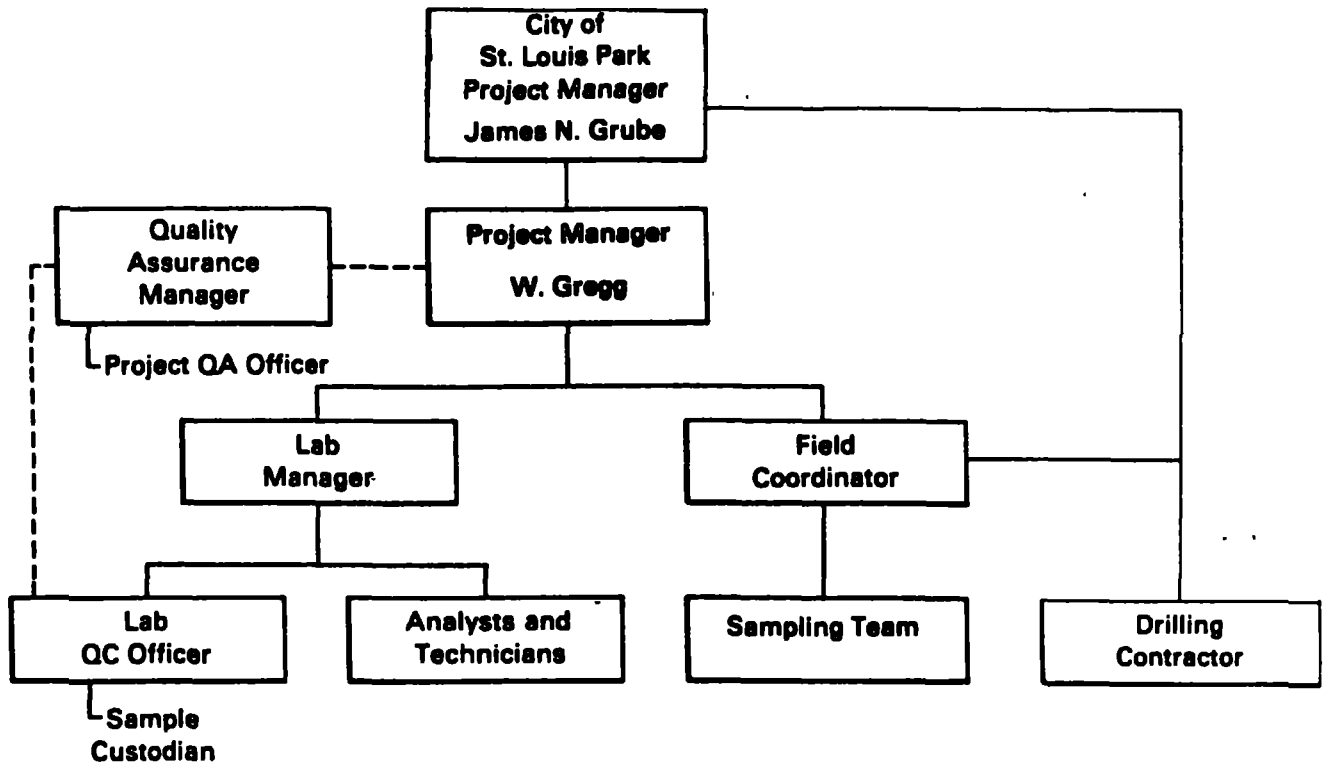 City of
St. Louis Park
Project Manager
James N. Grube
Quality
Assurance
Manager
Project Manager
W. Gregg
Project QA Officer
Lab
Manager
Field
Coordinator
Lab
QC Officer
Analysts and
Technicians
Sampling Team
Drilling
Contractor
Sample
Custodian